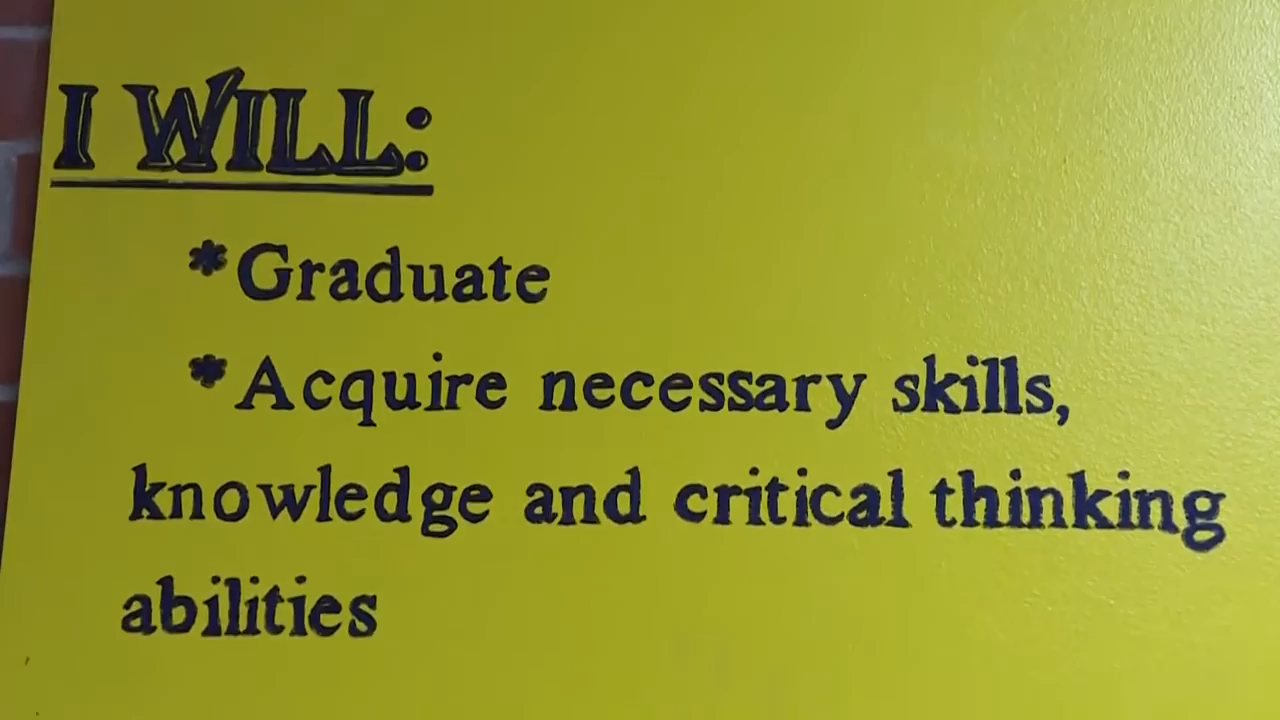 I WILL:
*Graduate
*Acquire necessary skills,
knowledge and critical thinking
abilities